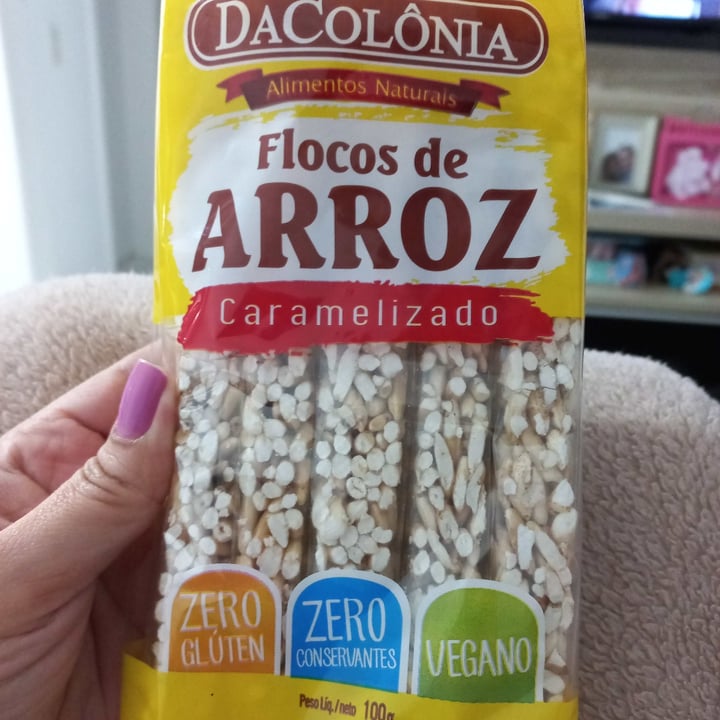 DACOLÔNIA
Alimentos Naturais
Flocos de
ARROZ
Caramelizado
ZERO
GLÚTEN
ZERO
CONSERVANTES
VEGANO
Peso Líq./neto 100g